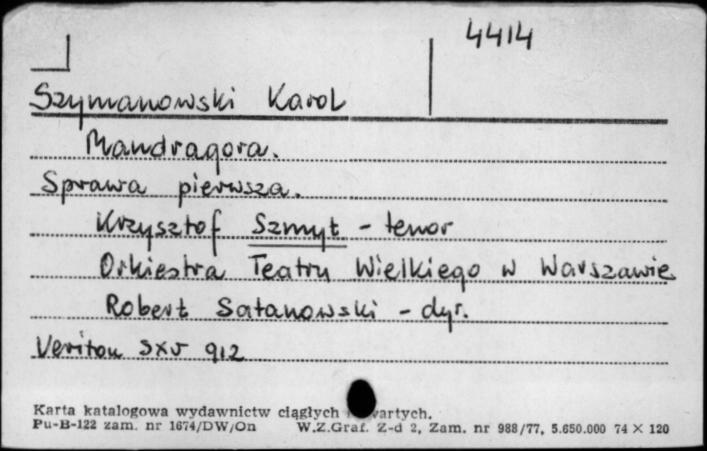 4414
Szymanowski Karol
Mandragora.
Sprawa pierwsza.
Krzysztof Szmyt - tenor
Orkiestra Teatru Wielkiego w Warszawie
Robert Satanowski - dyr.
Veriton SXV 912
Karta katalogowa wydawnictw ciągłych wartych.
Pu-B-122 zam. nr 1674/DW/On W.Z.Graf. Z-d 2, Zam. nr 988/77, 5.650.000 74 X 120